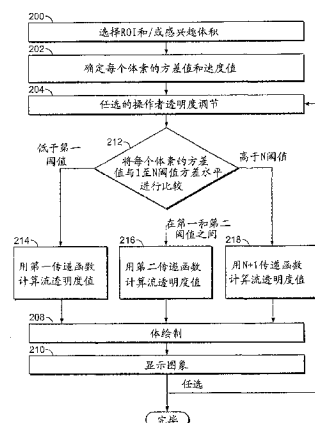 200
选择ROI和/或感兴趣体积
202
确定每个体素的方差值和速度值
204
任选的操作者透明度调节
212
低于第一
阈值
将每个体素的方差
值与1至N阈值方差水平
进行比较
高于N阈值
在第一和第二
阈值之间
214
用第一传递函数
计算流透明度值
216
用第二传递函数
计算流透明度值
218
用N+1传递函数
计算流透明度值
208
体绘制
210
显示图象
任选
完毕